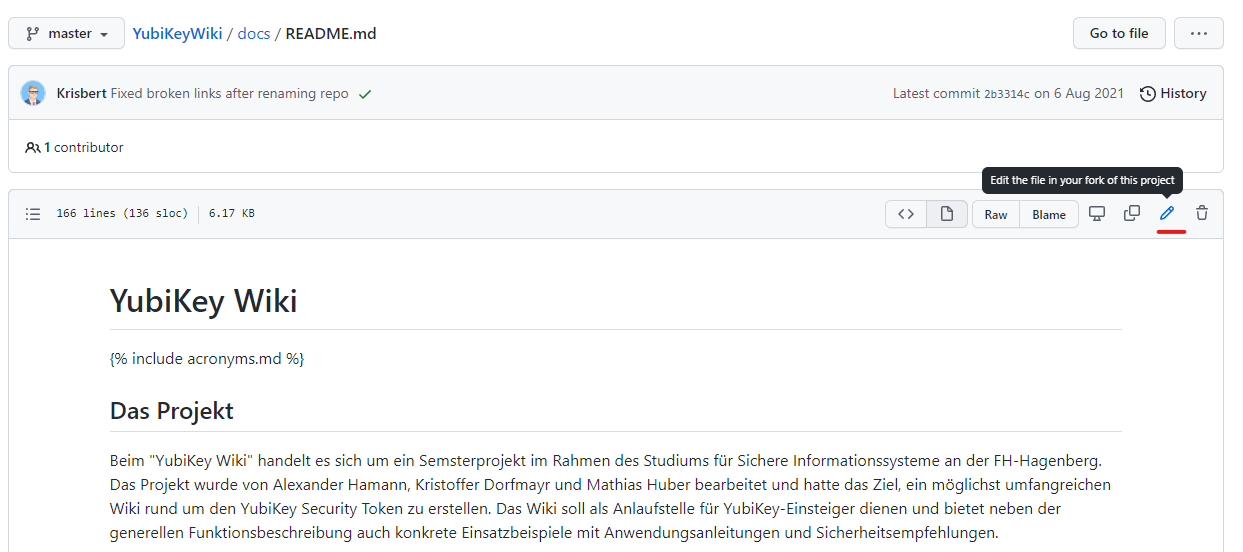 master YubiKeyWiki / docs / README.md Go to file ...
Krisbert Fixed broken links after renaming repo Latest commit 2b3314c on 6 Aug 2021 History
1 contributor
Edit the file in your fork of this project
166 lines (136 sloc) 6.17 KB <> Raw Blame
YubiKey Wiki
{% include acronyms.md %}
Das Projekt
Beim "YubiKey Wiki" handelt es sich um ein Semsterprojekt im Rahmen des Studiums für Sichere Informationssysteme an der FH-Hagenberg.
Das Projekt wurde von Alexander Hamann, Kristoffer Dorfmayr und Mathias Huber bearbeitet und hatte das Ziel, ein möglichst umfangreichen
Wiki rund um den YubiKey Security Token zu erstellen. Das Wiki soll als Anlaufstelle für YubiKey-Einsteiger dienen und bietet neben der
generellen Funktionsbeschreibung auch konkrete Einsatzbeispiele mit Anwendungsanleitungen und Sicherheitsempfehlungen.